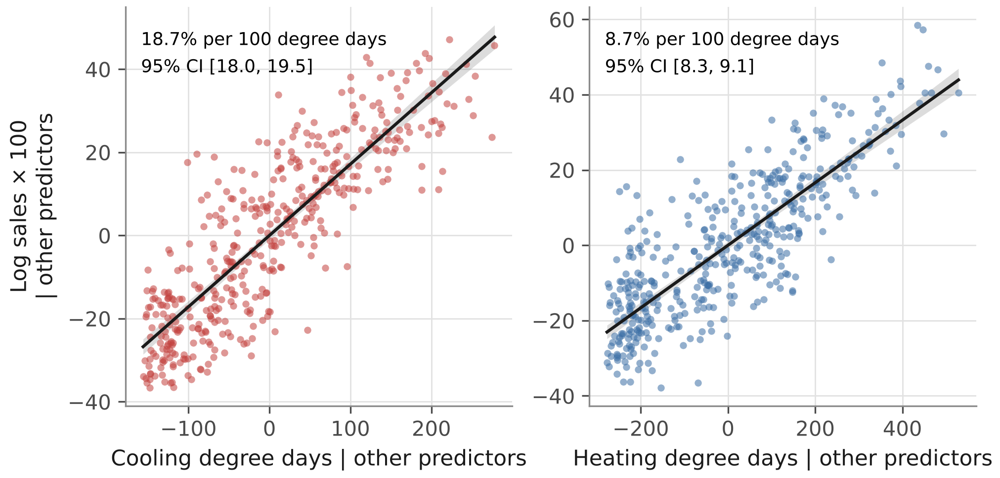 18.7% per 100 degree days
95% CI [18.0, 19.5]
40
20
0
−20
−40
−100
0
100
200
Cooling degree days | other predictors
Log sales × 100
| other predictors
8.7% per 100 degree days
95% CI [8.3, 9.1]
60
40
20
0
−20
−40
−200
0
200
400
Heating degree days | other predictors